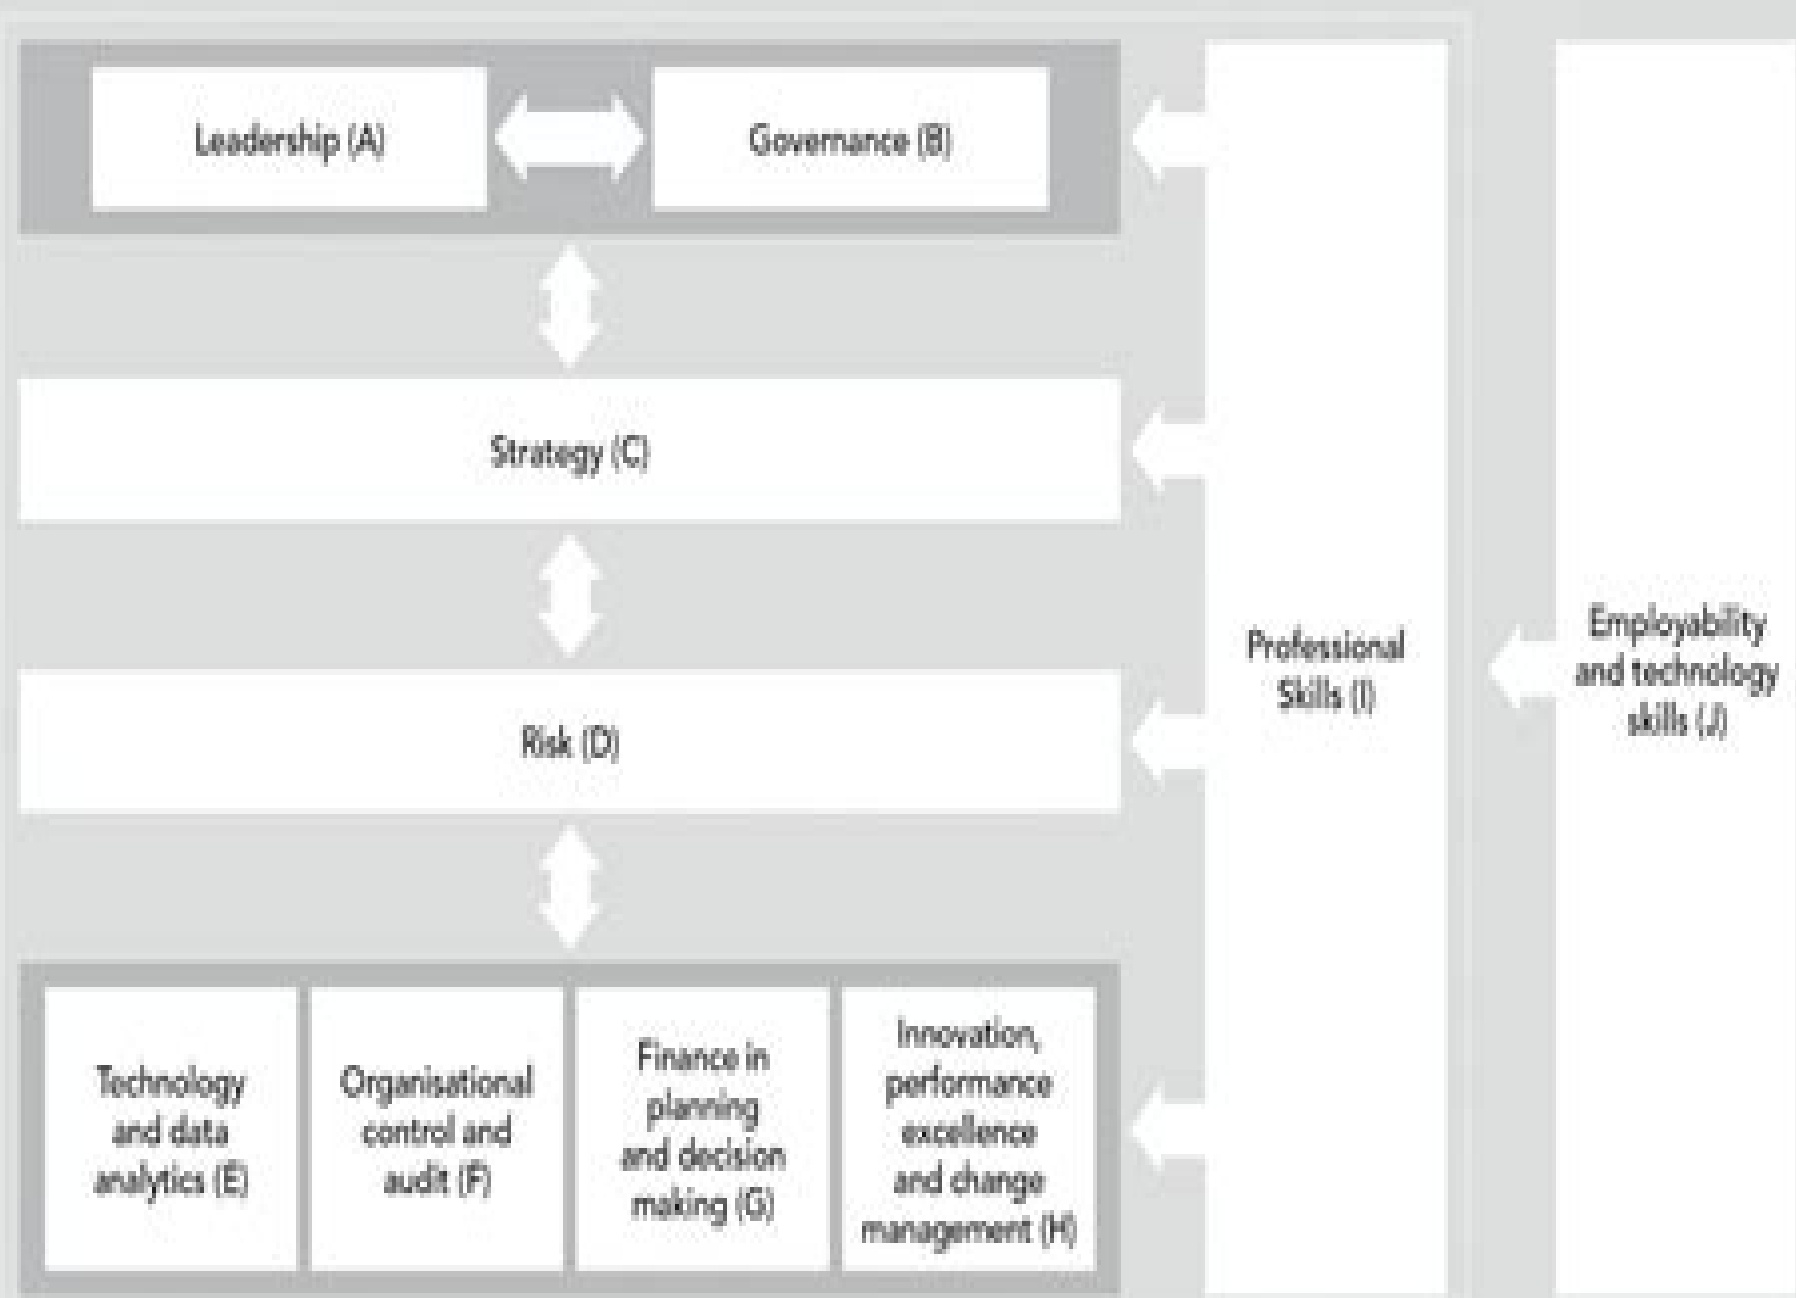 Leadership (A)
Governance (B)
Strategy (C)
Risk (D)
Technology
and data
analytics (E)
Organisational
control and
audit (F)
Finance in
planning
and decision
making (G)
Innovation,
performance
excellence
and change
management (H)
Professional
Skills (I)
Employability
and technology
skills (J)